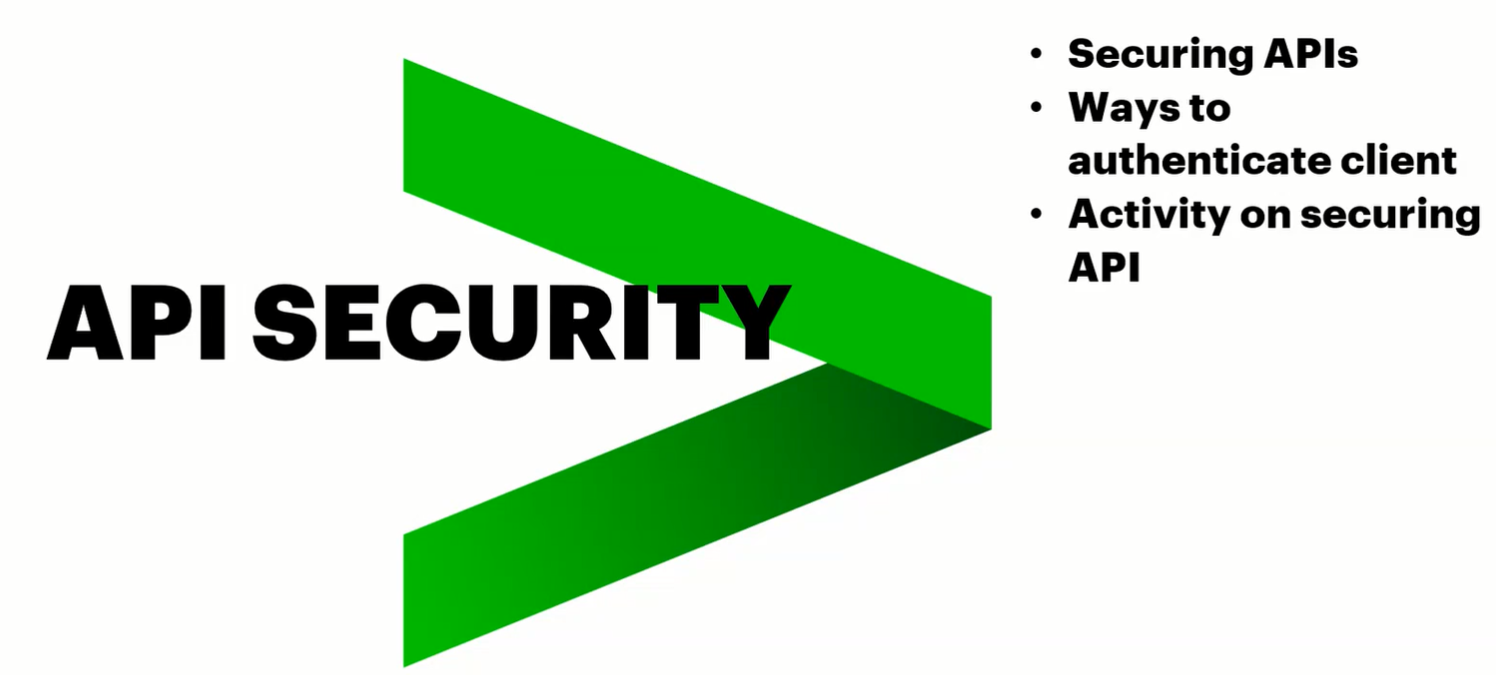 API SECURITY
• Securing APIs
• Ways to
authenticate client
• Activity on securing
API